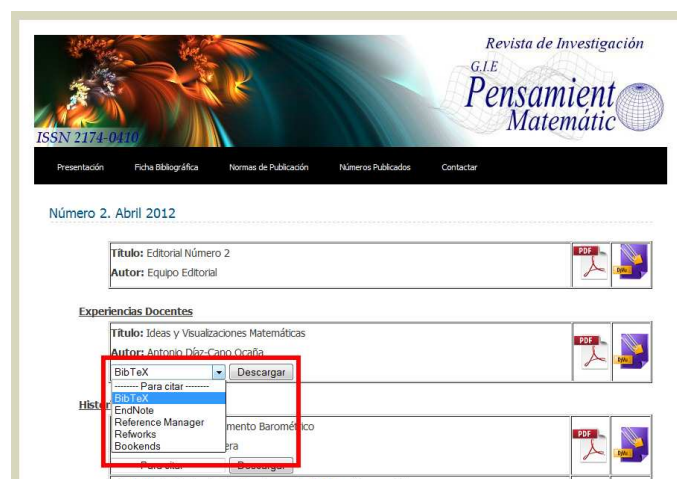 Revista de Investigación
G.I.E
Pensamient
Matemátic
ISSN 2174-0410
Presentación Ficha Bibliográfica Normas de Publicación Números Publicados Contactar
Número 2. Abril 2012
Título: Editorial Número 2
Autor: Equipo Editorial
PDF
DjVu
Experiencias Docentes
Título: Ideas y Visualizaciones Matemáticas
Autor: Antonio Díaz-Cano Ocaña
PDF
DjVu
BibTeX Descargar
-------- Para citar --------
BibTeX
EndNote
Reference Manager
Refworks
Bookends
Histor
mento Barométrico
era
PDF
DjVu
Para citar Descargar